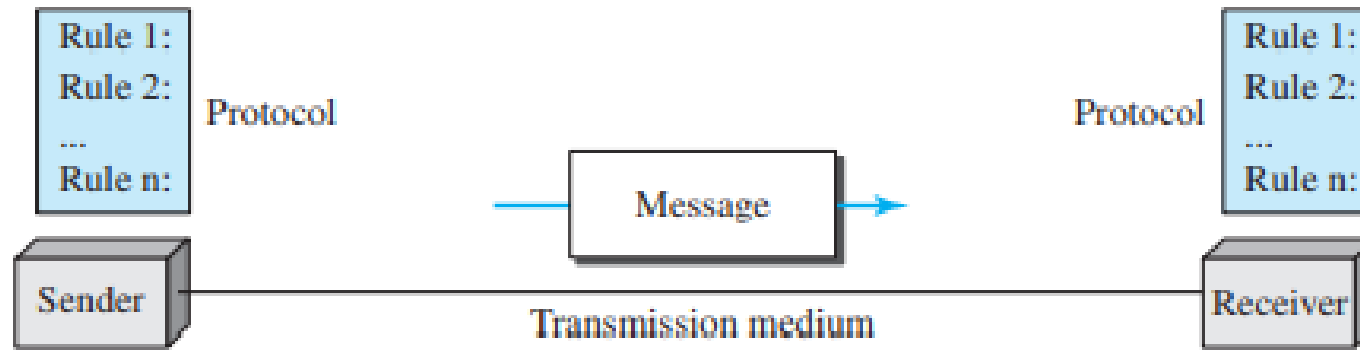 Rule 1:
Rule 2:
...
Rule n:
Protocol
Message
Protocol
Rule 1:
Rule 2:
...
Rule n:
Sender
Transmission medium
Receiver